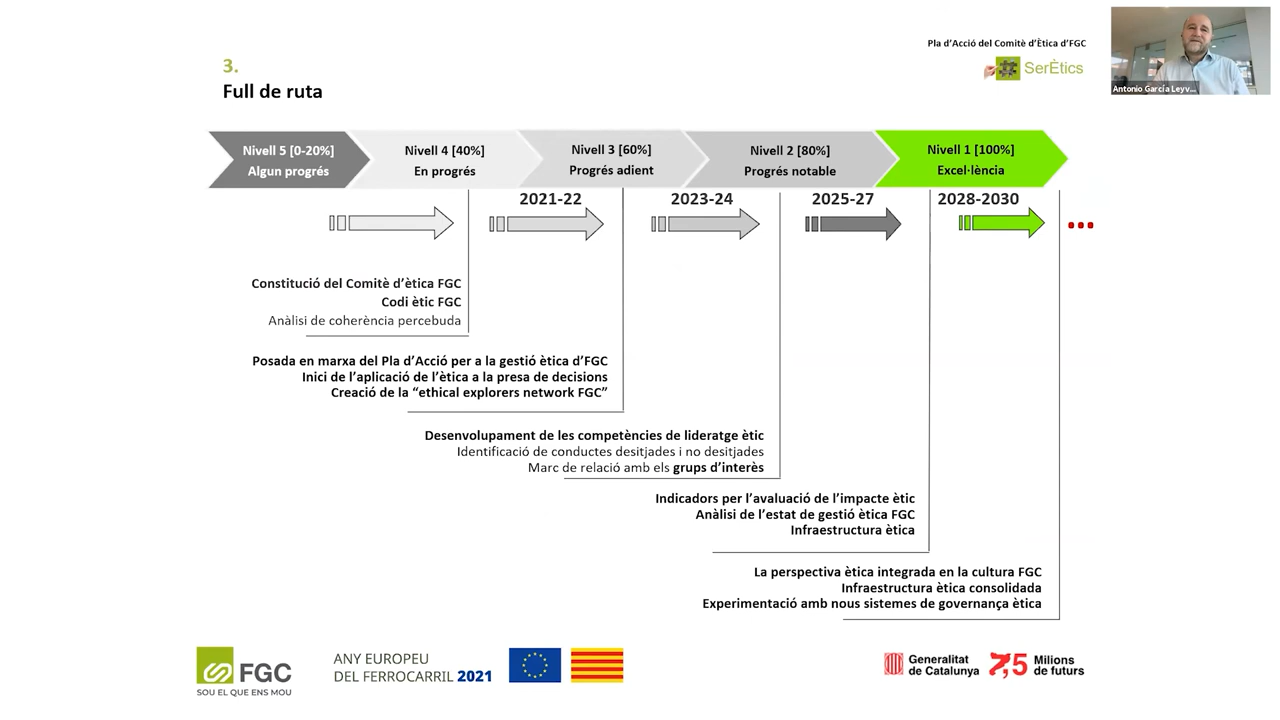 Pla d'Acció del Comitè d'Ètica d'FGC
SerÈtics
Antonio García Leyv...
3.
Full de ruta
Nivell 5 [0-20%]
Algun progrés
Nivell 4 [40%]
En progrés
Nivell 3 [60%]
Progrés adient
Nivell 2 [80%]
Progrés notable
Nivell 1 [100%]
Excel·lència
2021-22
2023-24
2025-27
2028-2030
...
Constitució del Comitè d'ètica FGC
Codi ètic FGC
Anàlisi de coherència percebuda
Posada en marxa del Pla d'Acció per a la gestió ètica d'FGC
Inici de l'aplicació de l'ètica a la presa de decisions
Creació de la “ethical explorers network FGC”
Desenvolupament de les competències de lideratge ètic
Identificació de conductes desitjades i no desitjades
Marc de relació amb els grups d'interès
Indicadors per l'avaluació de l'impacte ètic
Anàlisi de l'estat de gestió ètica FGC
Infraestructura ètica
La perspectiva ètica integrada en la cultura FGC
Infraestructura ètica consolidada
Experimentació amb nous sistemes de governança ètica
FGC
SOU EL QUE ENS MOU
ANY EUROPEU
DEL FERROCARRIL 2021
Generalitat
de Catalunya
7,5 Milions
de futurs